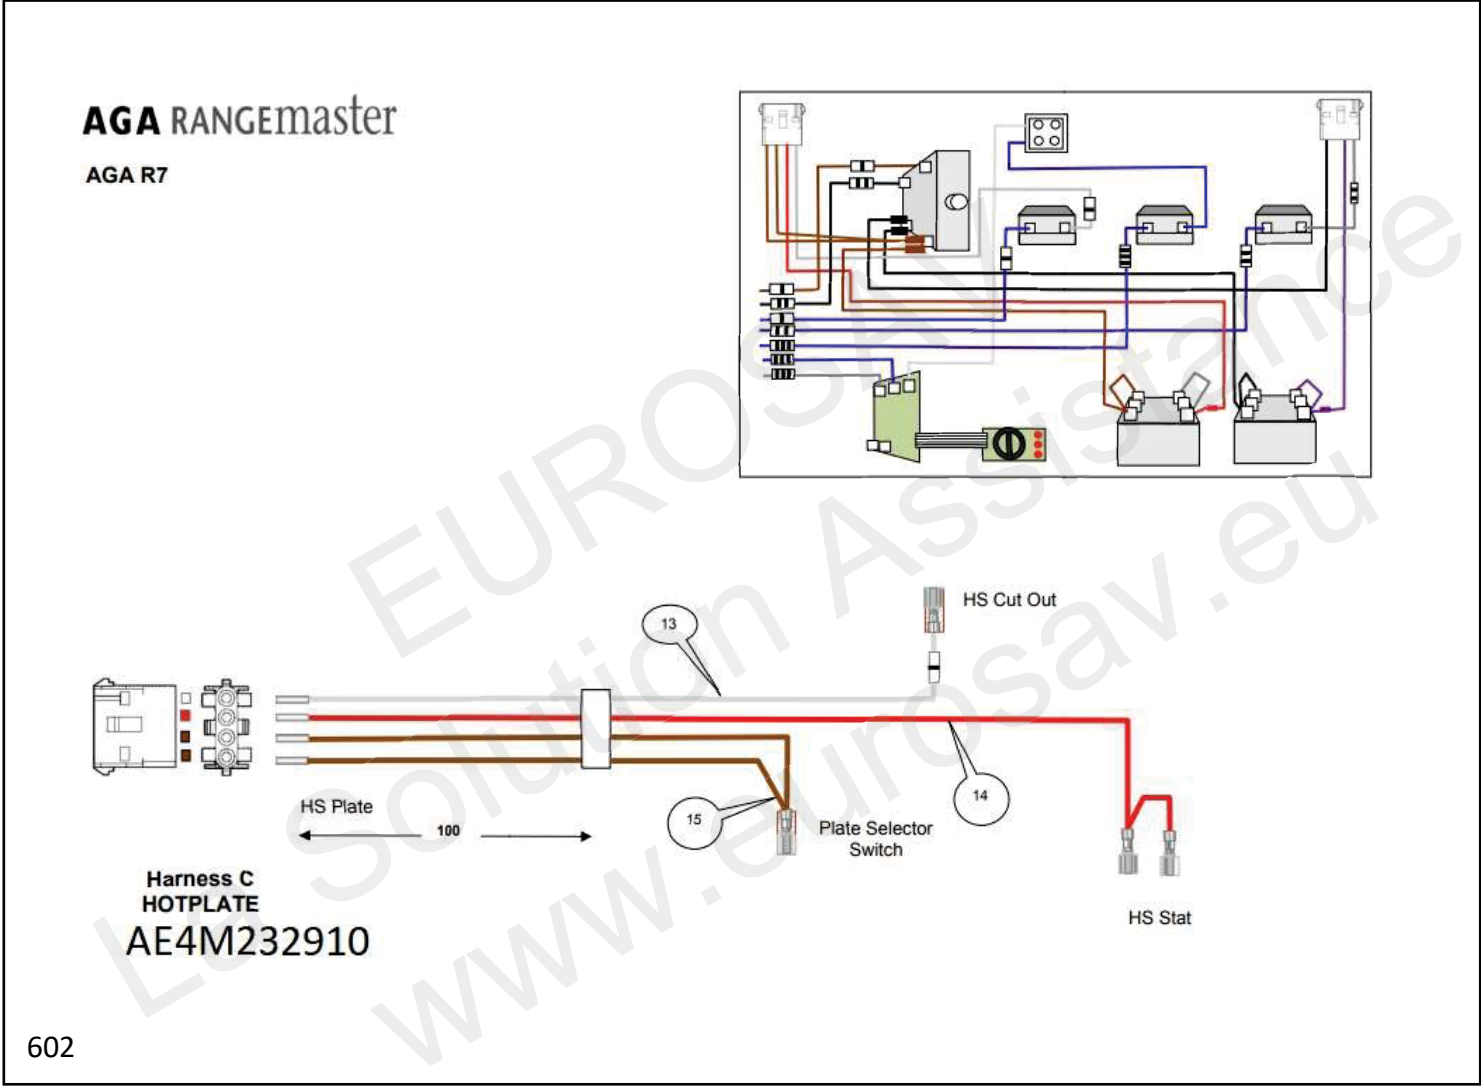 AGA RANGEmaster
AGA R7
HS Cut Out
13
14
15
HS Plate
100
Plate Selector
Switch
HS Stat
Harness C
HOTPLATE
AE4M232910
602
EUROSAV
La Solution Assistance
www.eurosav.eu